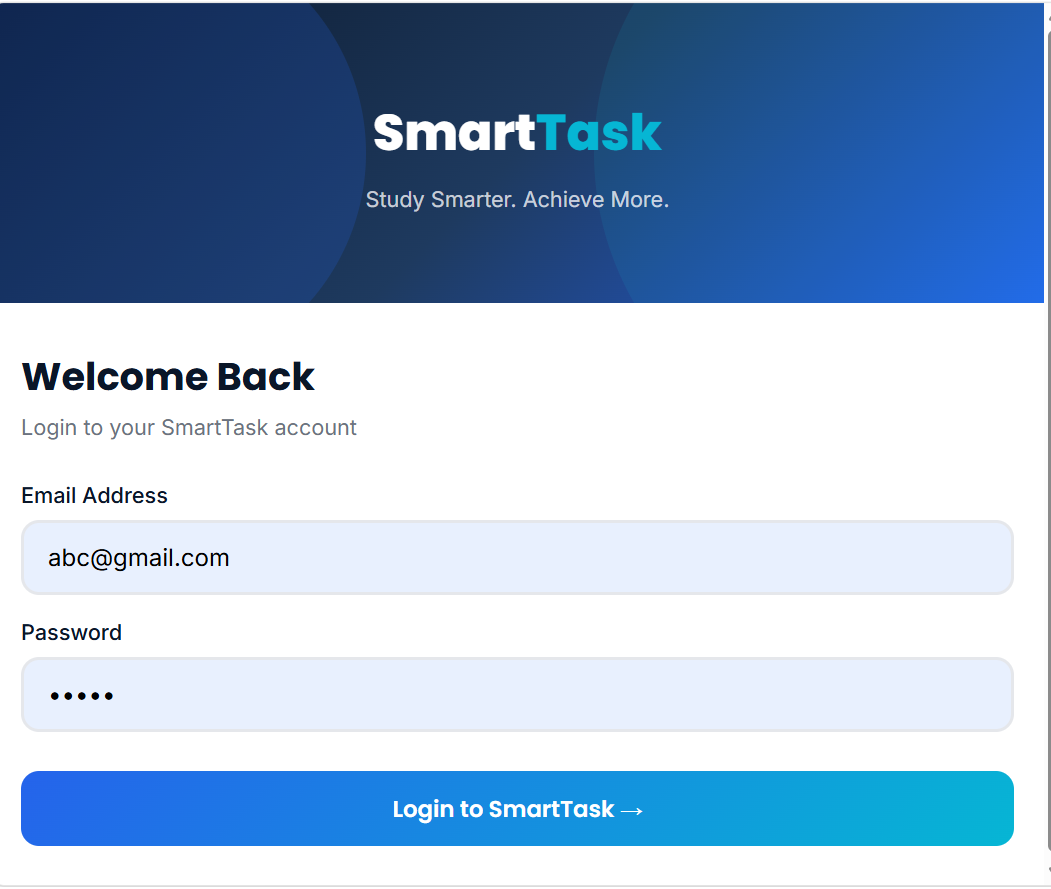 SmartTask
Study Smarter. Achieve More.
Welcome Back
Login to your SmartTask account
Email Address
abc@gmail.com
Password
•••••
Login to SmartTask →